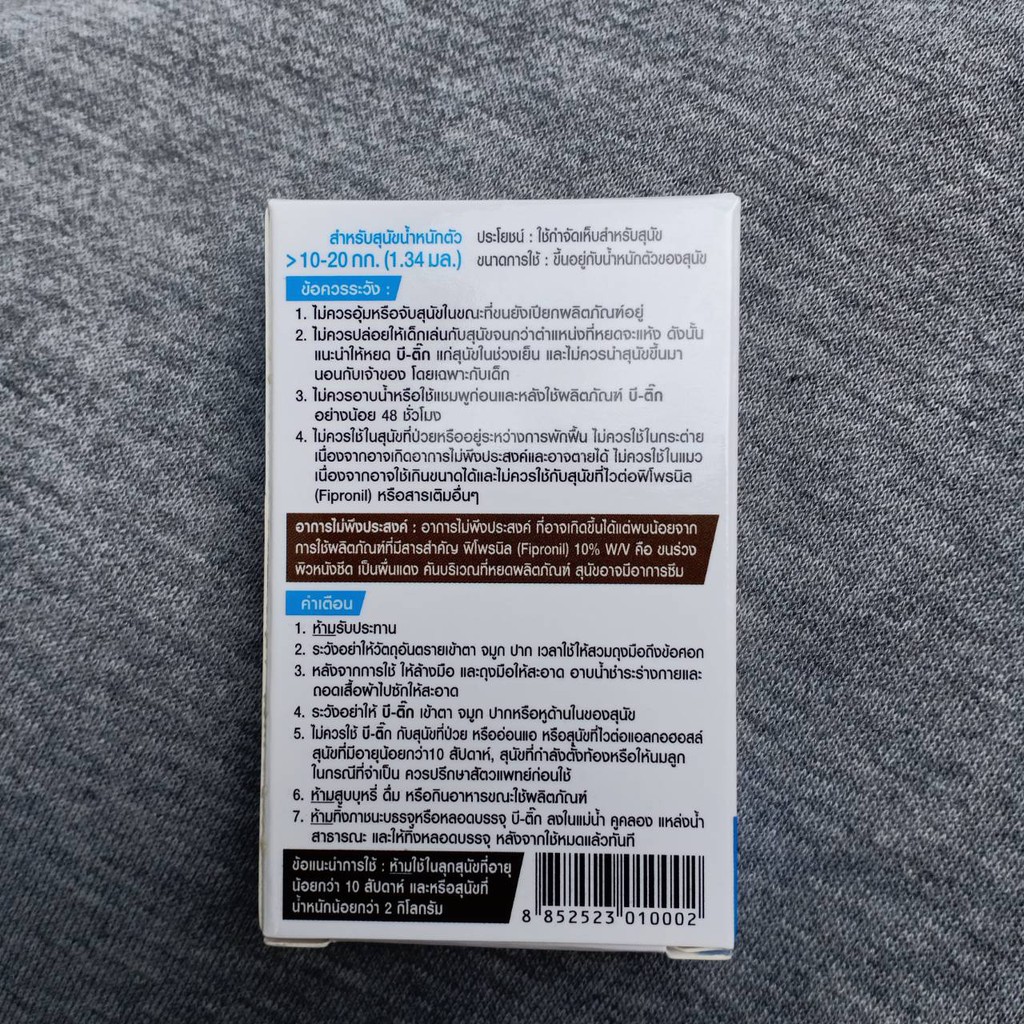 สำหรับสุนัขน้ำหนักตัว
>10-20 กก. (1.34 มล.)
ประโยชน์ : ใช้กำจัดเห็บสำหรับสุนัข
ขนาดการใช้ : ขึ้นอยู่กับน้ำหนักตัวของสุนัข
ข้อควรระวัง :
1. ไม่ควรอุ้มหรือจับสุนัขในขณะที่ขนยังเปียกผลิตภัณฑ์อยู่
2. ไม่ควรปล่อยให้เด็กเล่นกับสุนัขจนกว่าตำแหน่งที่หยดจะแห้ง ดังนั้น
แนะนำให้หยด บี-ติ๊ก แก่สุนัขในช่วงเย็น และไม่ควรนำสุนัขขึ้นมา
นอนกับเจ้าของ โดยเฉพาะกับเด็ก
3. ไม่ควรอาบน้ำหรือใช้แชมพูก่อนและหลังใช้ผลิตภัณฑ์ บี-ติ๊ก
อย่างน้อย 48 ชั่วโมง
4. ไม่ควรใช้ในสุนัขที่ป่วยหรืออยู่ระหว่างการพักฟื้น ไม่ควรใช้ในกระต่าย
เนื่องจากอาจเกิดอาการไม่พึงประสงค์และอาจตายได้ ไม่ควรใช้ในแมว
เนื่องจากอาจใช้เกินขนาดได้และไม่ควรใช้กับสุนัขที่ไวต่อฟิโพรนิล
(Fipronil) หรือสารเติมอื่นๆ
อาการไม่พึงประสงค์ : อาการไม่พึงประสงค์ ที่อาจเกิดขึ้นได้แต่พบน้อยจาก
การใช้ผลิตภัณฑ์ที่มีสารสำคัญ ฟิโพรนิล (Fipronil) 10% W/V คือ ขนร่วง
ผิวหนังซีด เป็นผื่นแดง คันบริเวณที่หยดผลิตภัณฑ์ สุนัขอาจมีอาการซึม
คำเตือน
1. ห้ามรับประทาน
2. ระวังอย่าให้วัตถุอันตรายเข้าตา จมูก ปาก เวลาใช้ให้สวมถุงมือถึงข้อศอก
3. หลังจากการใช้ ให้ล้างมือ และถุงมือให้สะอาด อาบน้ำชำระร่างกายและ
ถอดเสื้อผ้าไปซักให้สะอาด
4. ระวังอย่าให้ บี-ติ๊ก เข้าตา จมูก ปากหรือหูด้านในของสุนัข
5. ไม่ควรใช้ บี-ติ๊ก กับสุนัขที่ป่วย หรืออ่อนแอ หรือสุนัขที่ไวต่อแอลกอฮอลล์
สุนัขที่มีอายุน้อยกว่า10 สัปดาห์, สุนัขที่กำลังตั้งท้องหรือให้นมลูก
ในกรณีที่จำเป็น ควรปรึกษาสัตวแพทย์ก่อนใช้
6. ห้ามสูบบุหรี่ ดื่ม หรือกินอาหารขณะใช้ผลิตภัณฑ์
7. ห้ามทิ้งภาชนะบรรจุหรือหลอดบรรจุ บี-ติ๊ก ลงในแม่น้ำ คูคลอง แหล่งน้ำ
สาธารณะ และให้ทิ้งหลอดบรรจุ หลังจากใช้หมดแล้วทันที
ข้อแนะนำการใช้ : ห้ามใช้ในลูกสุนัขที่อายุ
น้อยกว่า 10 สัปดาห์ และหรือสุนัขที่
น้ำหนักน้อยกว่า 2 กิโลกรัม
8 852523 010002